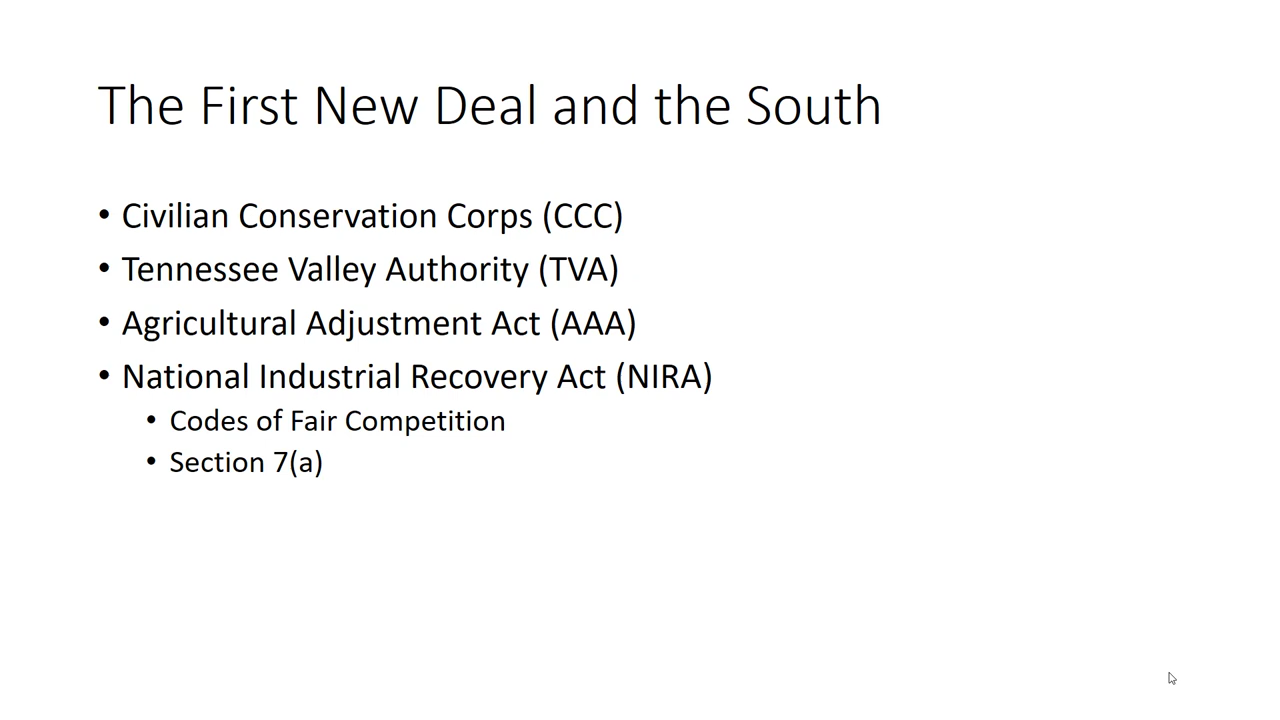 The First New Deal and the South
• Civilian Conservation Corps (CCC)
• Tennessee Valley Authority (TVA)
• Agricultural Adjustment Act (AAA)
• National Industrial Recovery Act (NIRA)
• Codes of Fair Competition
• Section 7(a)